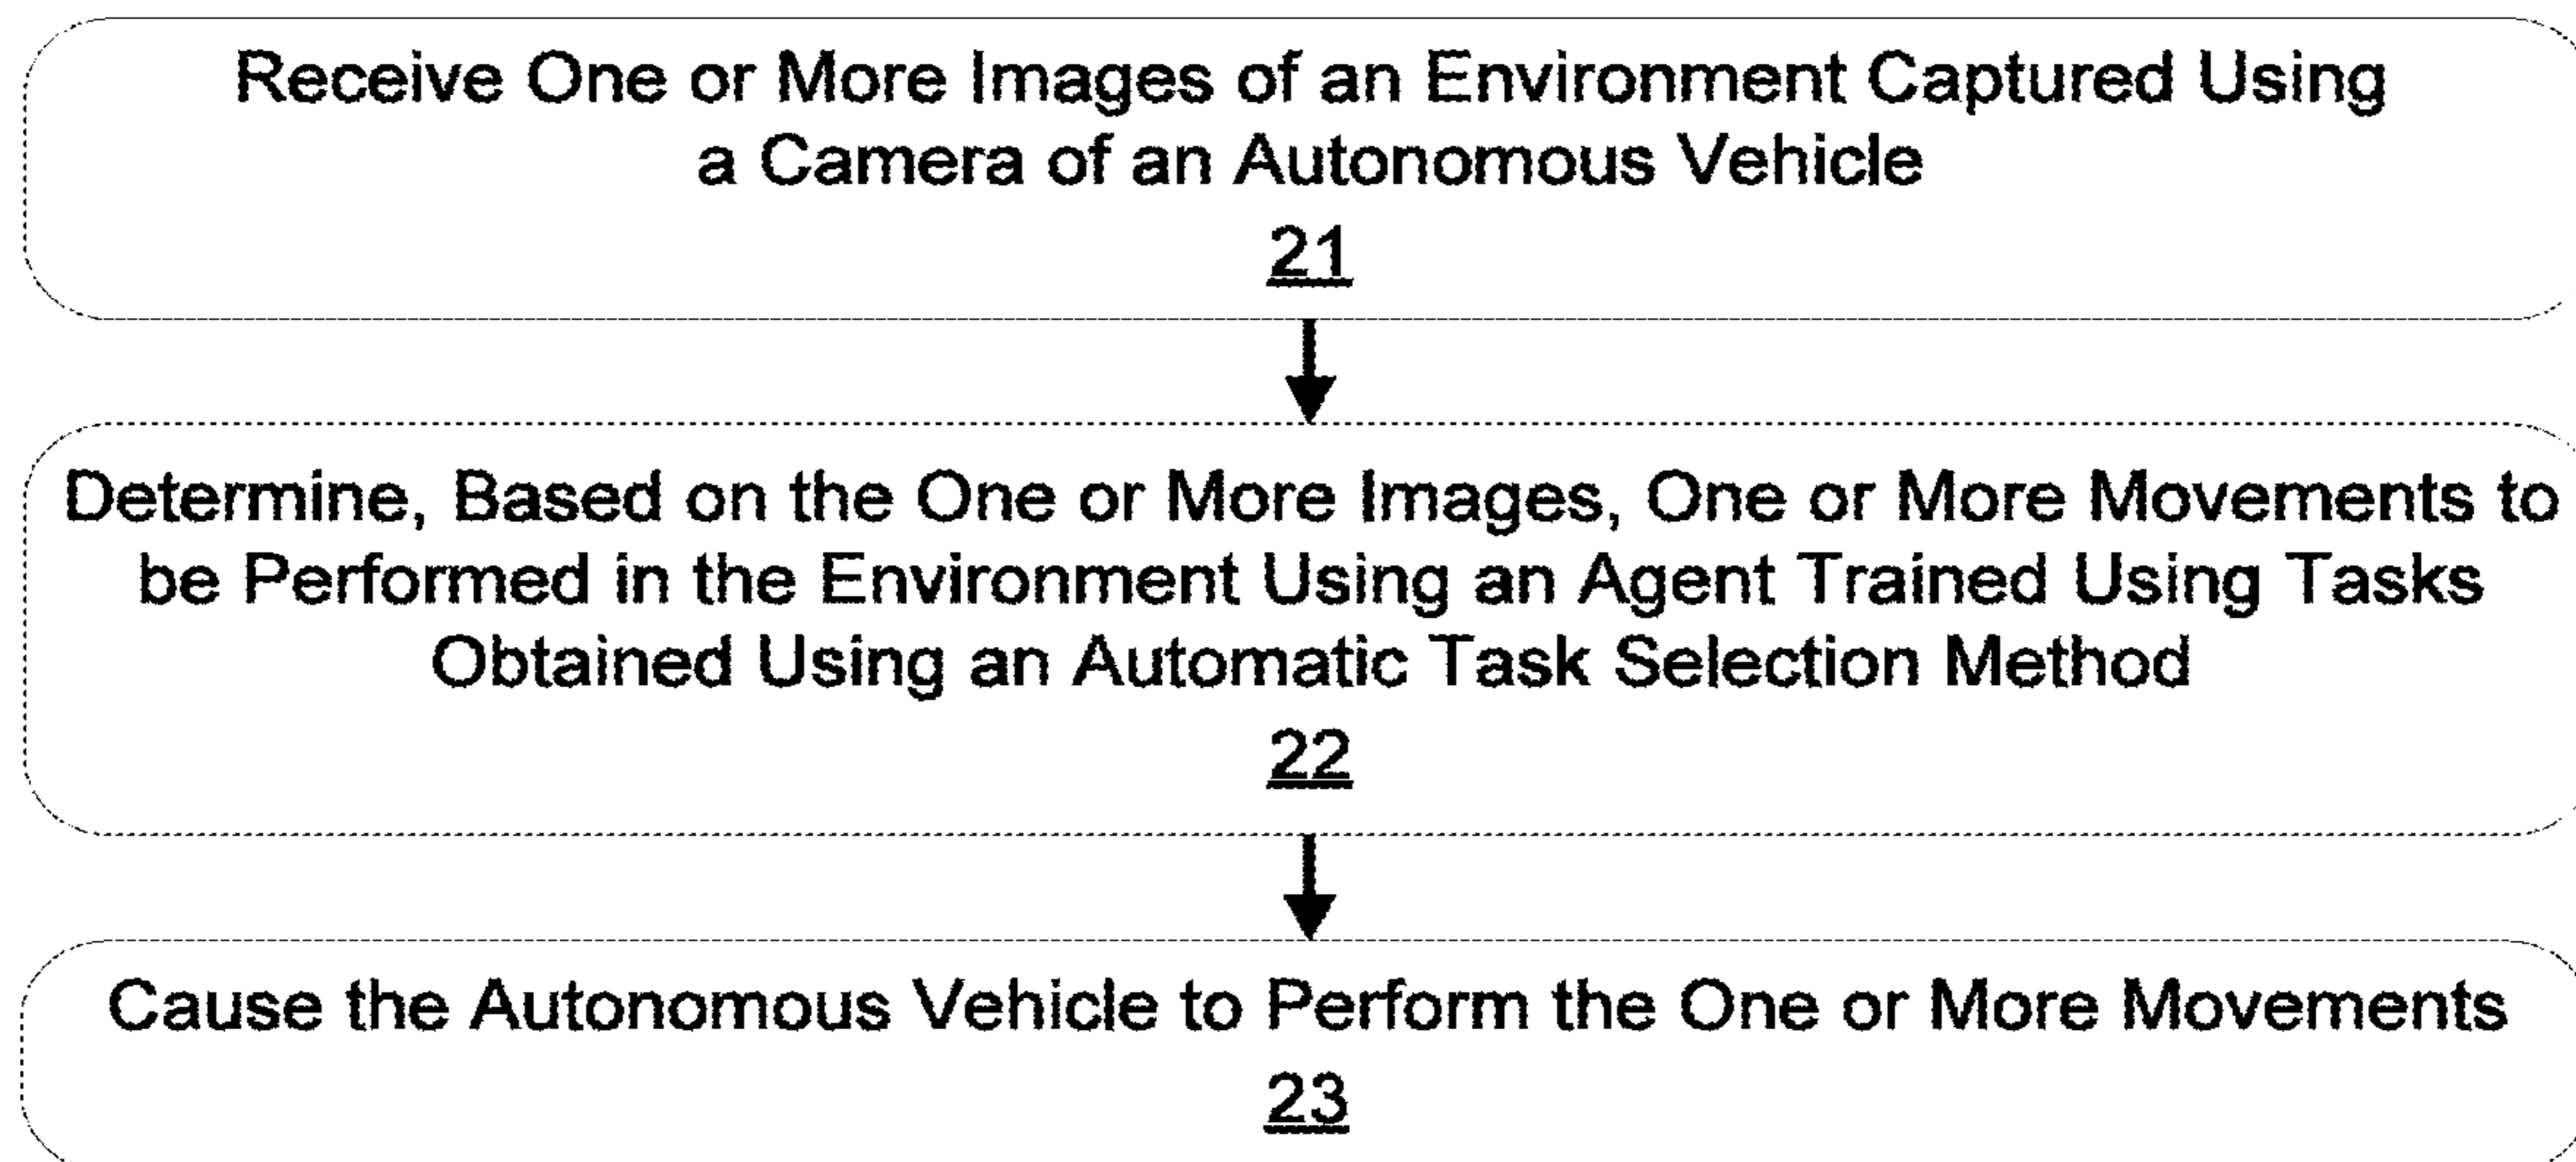 Receive One or More Images of an Environment Captured Using
a Camera of an Autonomous Vehicle
21
Determine, Based on the One or More Images, One or More Movements to
be Performed in the Environment Using an Agent Trained Using Tasks
Obtained Using an Automatic Task Selection Method
22
Cause the Autonomous Vehicle to Perform the One or More Movements
23